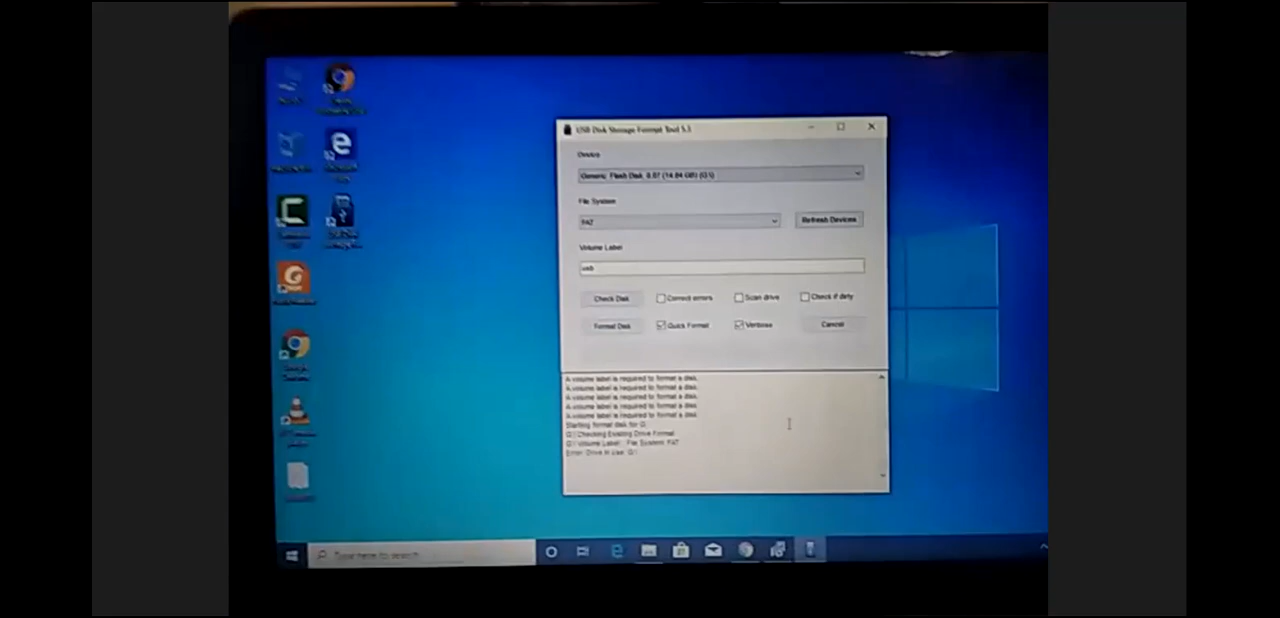 USB Disk Storage Format Tool 5.3
Device
Generic Flash Disk 8.07 (14.84 GB) (G:\)
File System
FAT
Refresh Devices
Volume Label
usb
Check Disk
Correct errors
Scan drive
Check if dirty
Format Disk
Quick Format
Verbose
Cancel
A volume label is required to format a disk.
A volume label is required to format a disk.
A volume label is required to format a disk.
A volume label is required to format a disk.
A volume label is required to format a disk.
Starting format disk for G:
G:\ Checking Existing Drive Format
G:\ Volume Label: : File System: FAT
Error: Drive In Use: G:\
Google
Type here to search